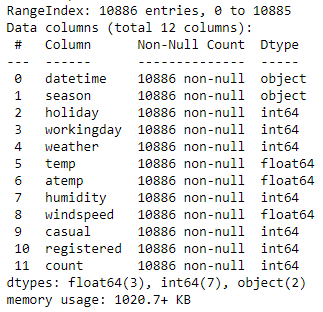 RangeIndex: 10886 entries, 0 to 10885
Data columns (total 12 columns):
 #   Column      Non-Null Count  Dtype
---  ------      --------------  -----
 0   datetime    10886 non-null  object
 1   season      10886 non-null  object
 2   holiday     10886 non-null  int64
 3   workingday  10886 non-null  int64
 4   weather     10886 non-null  int64
 5   temp        10886 non-null  float64
 6   atemp       10886 non-null  float64
 7   humidity    10886 non-null  int64
 8   windspeed   10886 non-null  float64
 9   casual      10886 non-null  int64
 10  registered  10886 non-null  int64
 11  count       10886 non-null  int64
dtypes: float64(3), int64(7), object(2)
memory usage: 1020.7+ KB